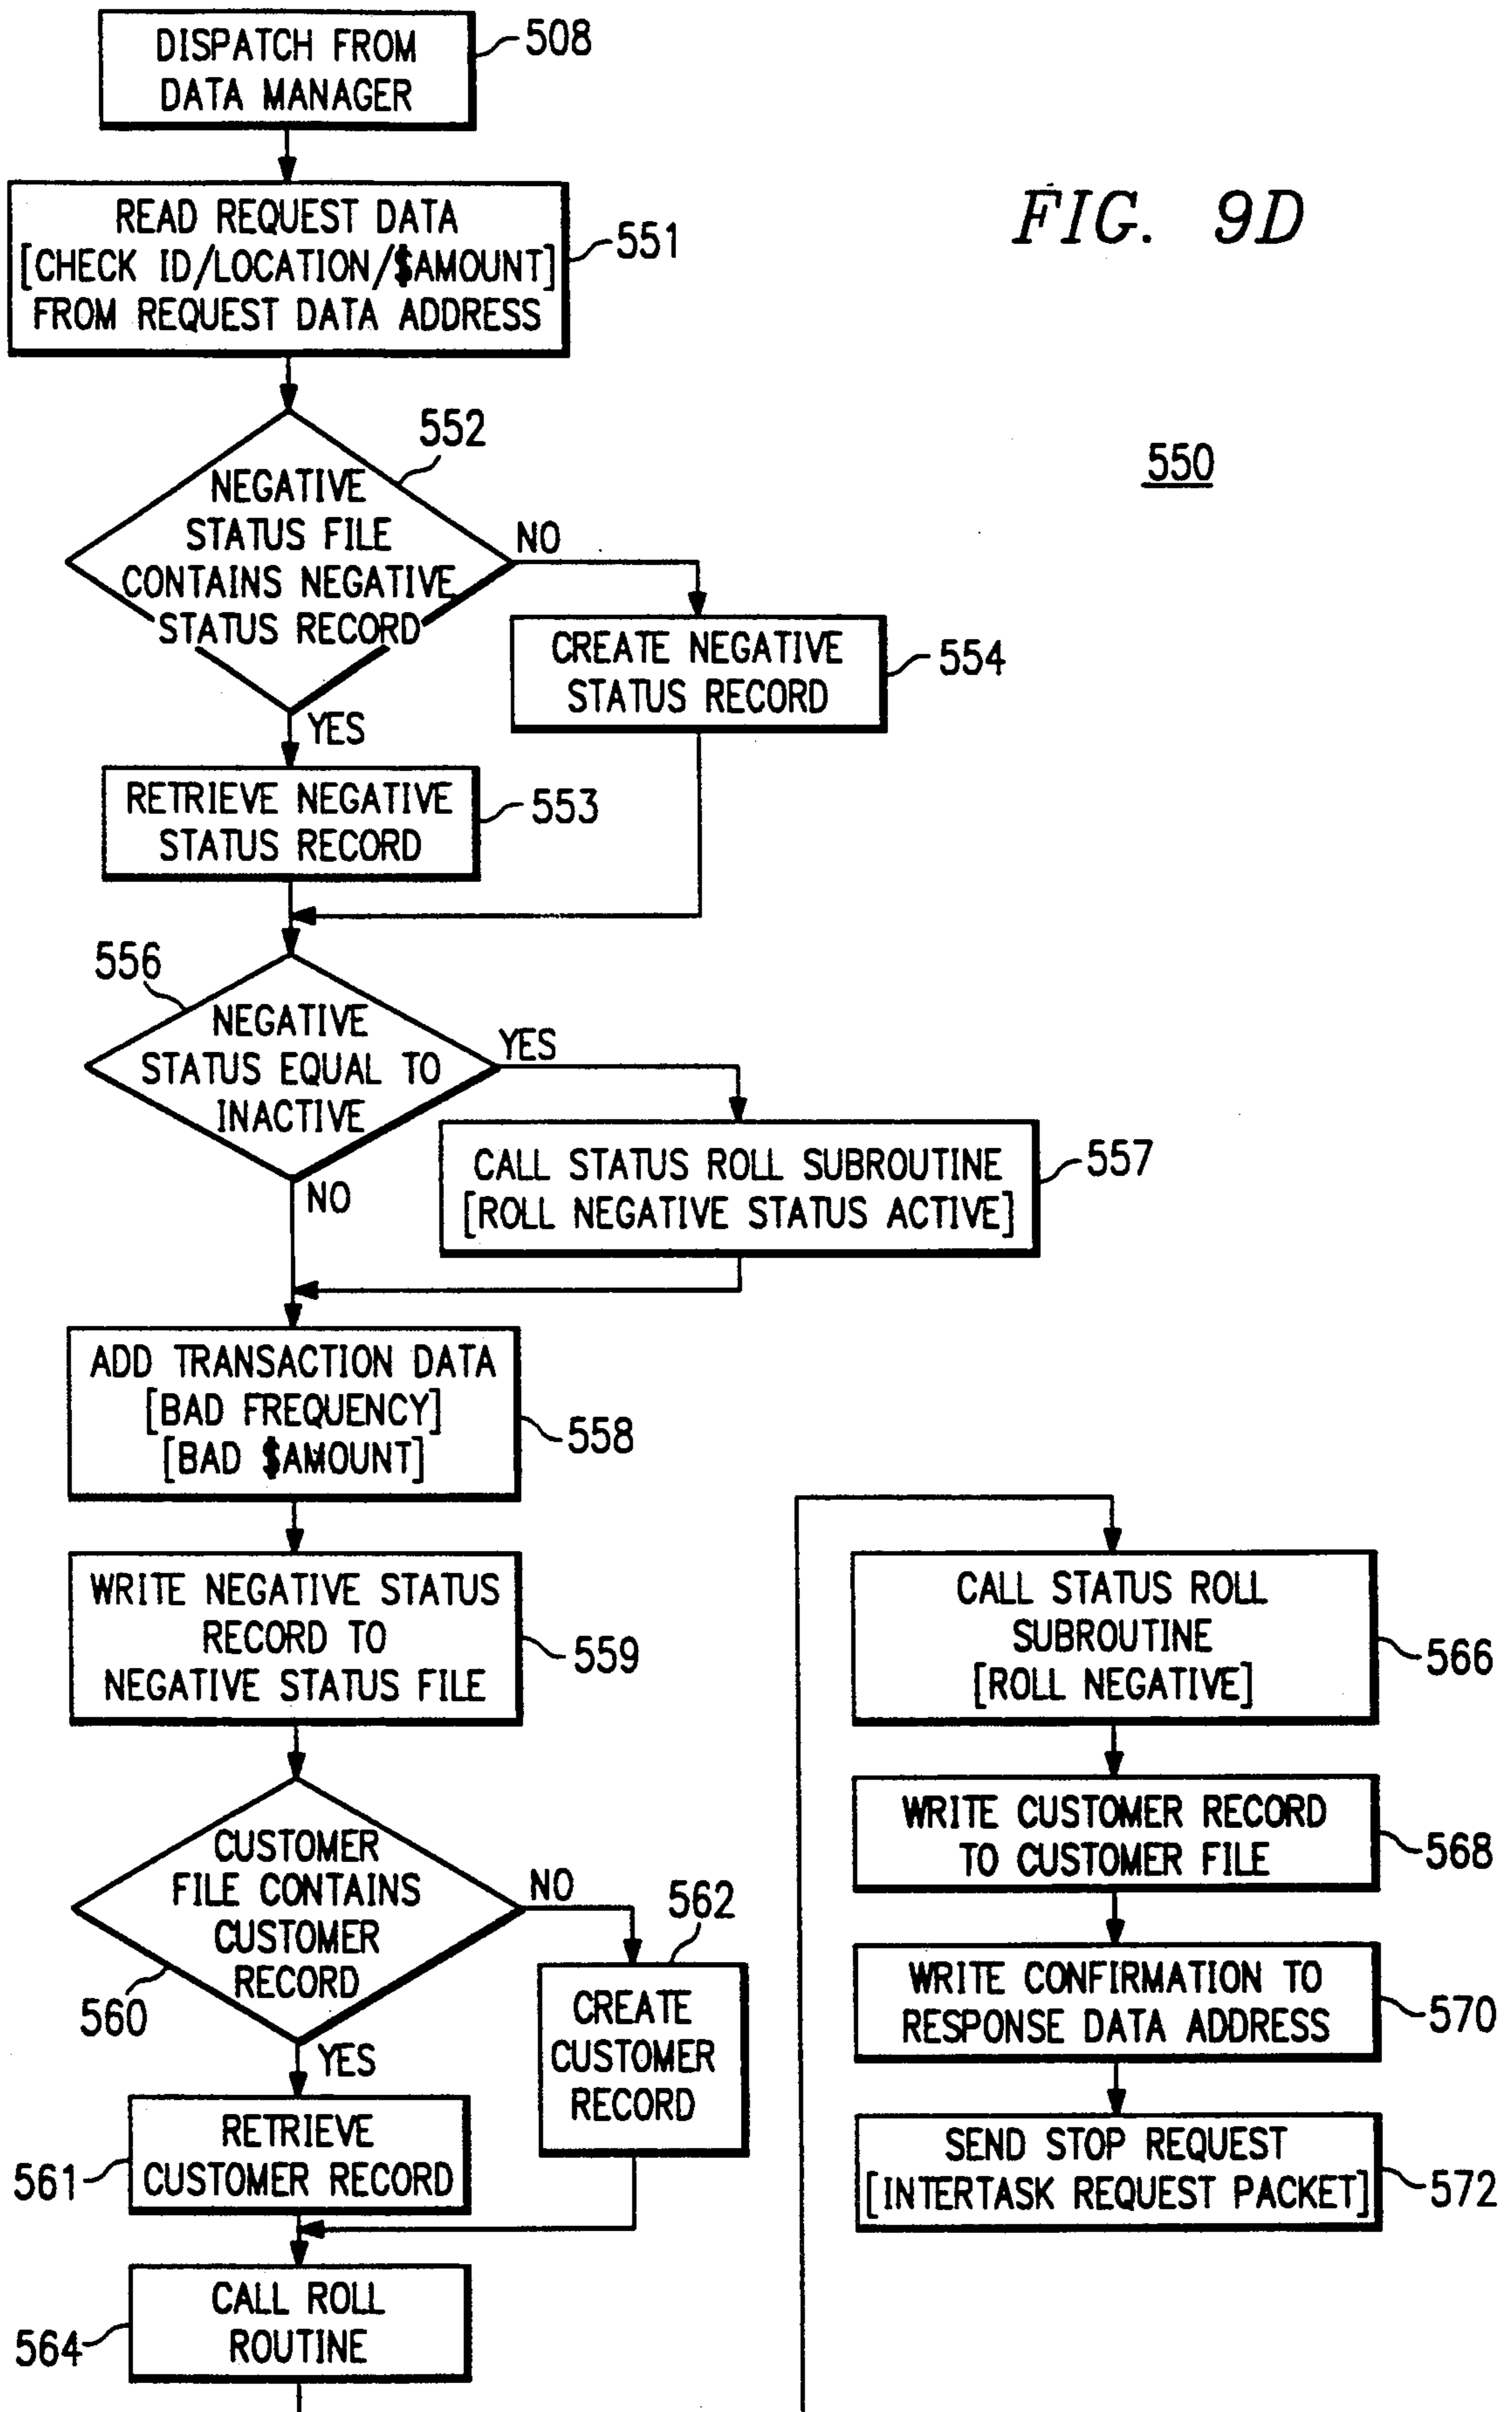 DISPATCH FROM
DATA MANAGER
508
FIG. 9D
READ REQUEST DATA
[CHECK ID/LOCATION/$AMOUNT]
FROM REQUEST DATA ADDRESS
551
550
552
NEGATIVE
STATUS FILE
CONTAINS NEGATIVE
STATUS RECORD
NO
YES
CREATE NEGATIVE
STATUS RECORD
554
RETRIEVE NEGATIVE
STATUS RECORD
553
556
NEGATIVE
STATUS EQUAL TO
INACTIVE
YES
NO
CALL STATUS ROLL SUBROUTINE
[ROLL NEGATIVE STATUS ACTIVE]
557
ADD TRANSACTION DATA
[BAD FREQUENCY]
[BAD $AMOUNT]
558
WRITE NEGATIVE STATUS
RECORD TO
NEGATIVE STATUS FILE
559
CUSTOMER
FILE CONTAINS
CUSTOMER
RECORD
560
NO
YES
562
CREATE
CUSTOMER
RECORD
RETRIEVE
CUSTOMER RECORD
561
CALL ROLL
ROUTINE
564
CALL STATUS ROLL
SUBROUTINE
[ROLL NEGATIVE]
566
WRITE CUSTOMER RECORD
TO CUSTOMER FILE
568
WRITE CONFIRMATION TO
RESPONSE DATA ADDRESS
570
SEND STOP REQUEST
[INTERTASK REQUEST PACKET]
572